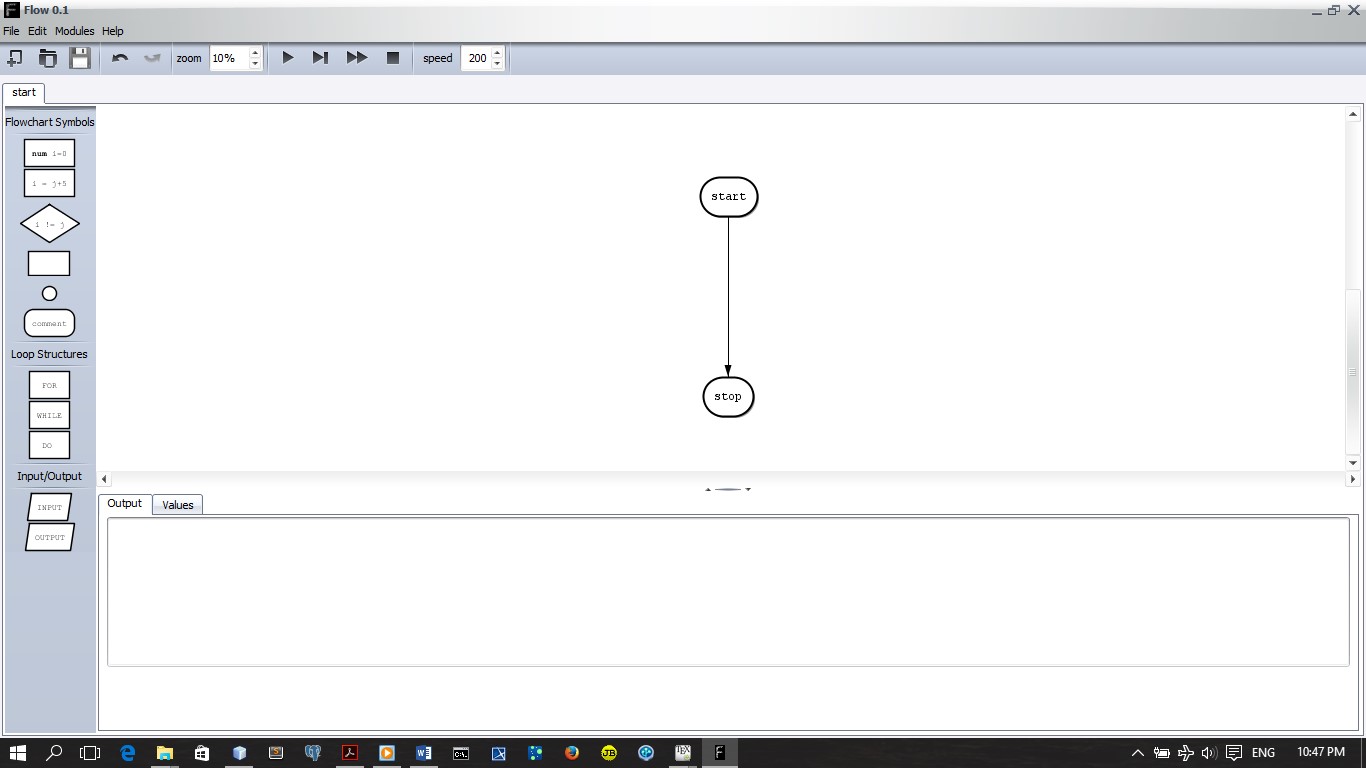 Flow 0.1
File Edit Modules Help
zoom 10% speed 200
start
Flowchart Symbols
num i=0
i = j+5
i != j
comment
Loop Structures
FOR
WHILE
DO
Input/Output
INPUT
OUTPUT
start
stop
Output Values
ENG 10:47 PM